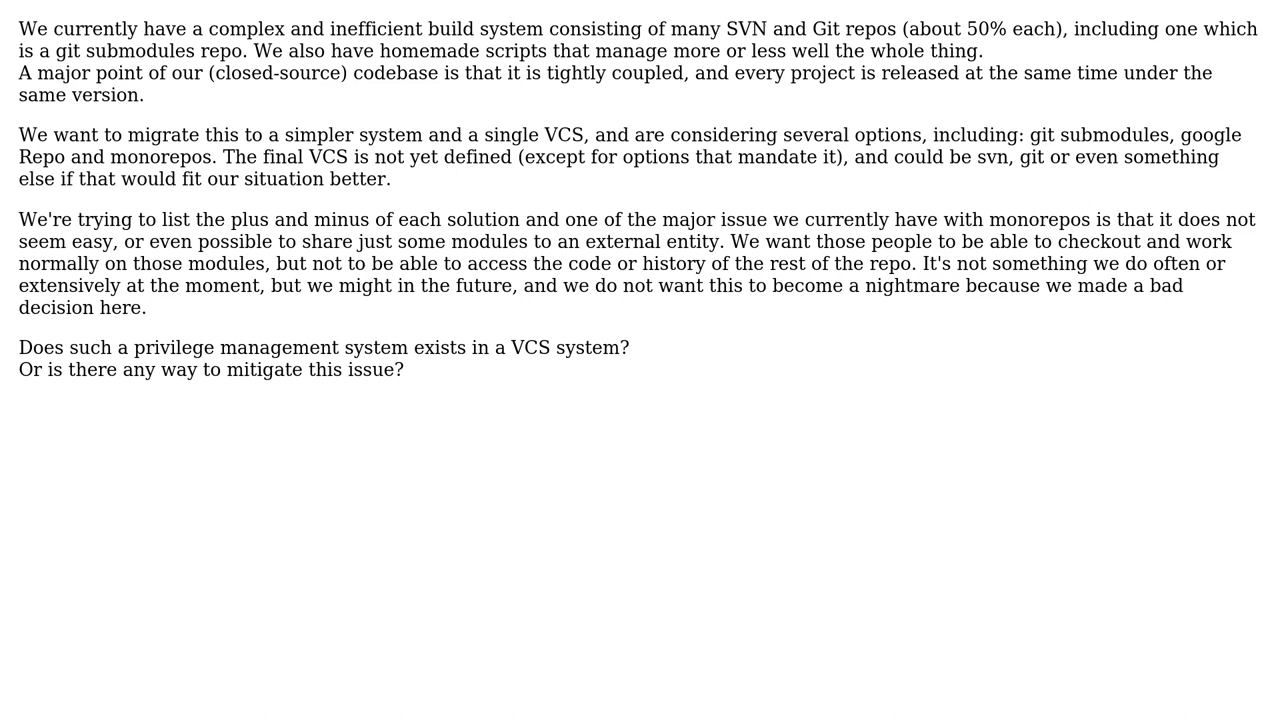 We currently have a complex and inefficient build system consisting of many SVN and Git repos (about 50% each), including one which
is a git submodules repo. We also have homemade scripts that manage more or less well the whole thing.
A major point of our (closed-source) codebase is that it is tightly coupled, and every project is released at the same time under the
same version.
We want to migrate this to a simpler system and a single VCS, and are considering several options, including: git submodules, google
Repo and monorepos. The final VCS is not yet defined (except for options that mandate it), and could be svn, git or even something
else if that would fit our situation better.
We're trying to list the plus and minus of each solution and one of the major issue we currently have with monorepos is that it does not
seem easy, or even possible to share just some modules to an external entity. We want those people to be able to checkout and work
normally on those modules, but not to be able to access the code or history of the rest of the repo. It's not something we do often or
extensively at the moment, but we might in the future, and we do not want this to become a nightmare because we made a bad
decision here.
Does such a privilege management system exists in a VCS system?
Or is there any way to mitigate this issue?